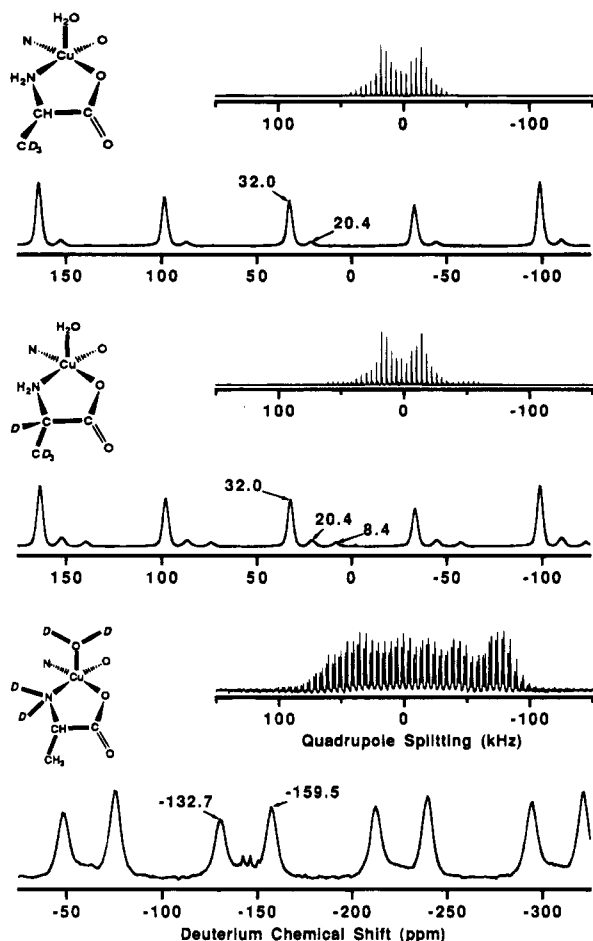 H₂O
N O
Cu
H₂N O
CH C
CD₃ O
100 0 -100
32.0
20.4
150 100 50 0 -50 -100
H₂O
N O
Cu
H₂N O
D C C
CD₃ O
100 0 -100
32.0
20.4 8.4
150 100 50 0 -50 -100
D D
O
N O
Cu
D N O
D CH C
CH₃ O
100 0 -100
Quadrupole Splitting (kHz)
-132.7 -159.5
-50 -100 -150 -200 -250 -300
Deuterium Chemical Shift (ppm)